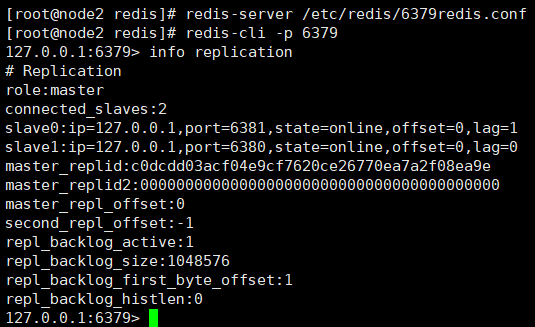 [root@node2 redis]# redis-server /etc/redis/6379redis.conf
[root@node2 redis]# redis-cli -p 6379
127.0.0.1:6379> info replication
# Replication
role:master
connected_slaves:2
slave0:ip=127.0.0.1,port=6381,state=online,offset=0,lag=1
slave1:ip=127.0.0.1,port=6380,state=online,offset=0,lag=0
master_replid:c0dcdd03acf04e9cf7620ce26770ea7a2f08ea9e
master_replid2:0000000000000000000000000000000000000000
master_repl_offset:0
second_repl_offset:-1
repl_backlog_active:1
repl_backlog_size:1048576
repl_backlog_first_byte_offset:1
repl_backlog_histlen:0
127.0.0.1:6379>